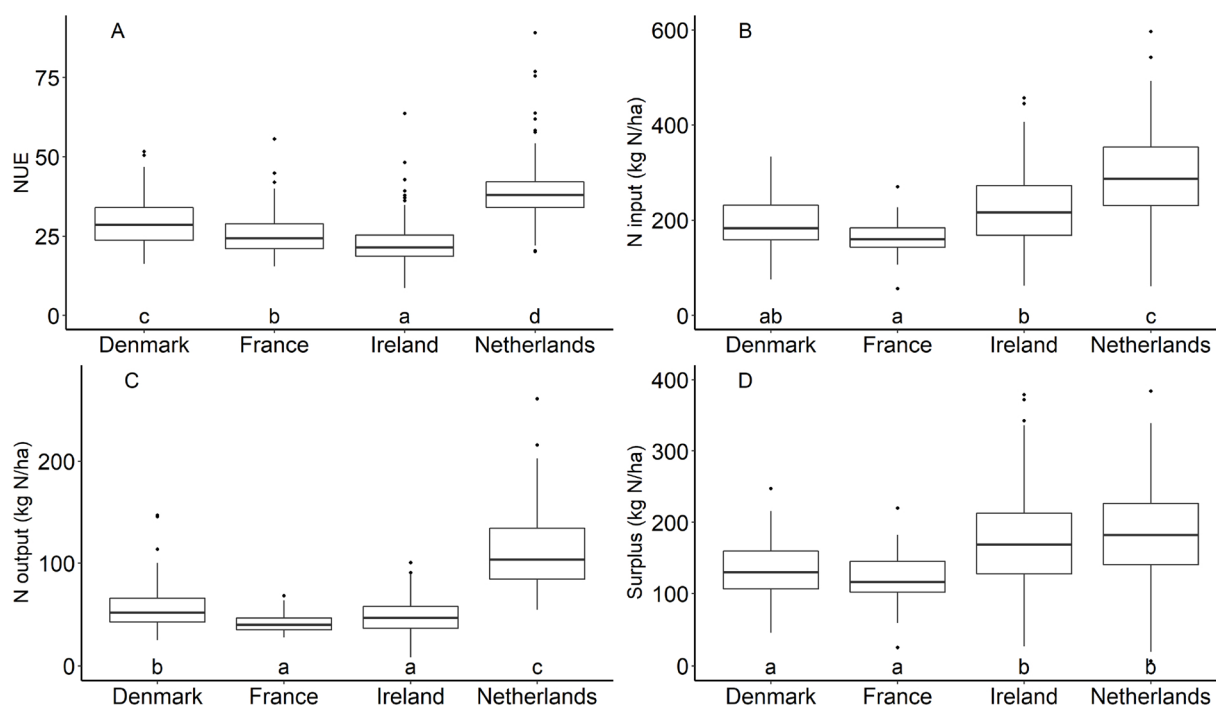 A
75
50
25
0
NUE
c b a d
Denmark France Ireland Netherlands
B
600
400
200
0
N input (kg N/ha)
ab a b c
Denmark France Ireland Netherlands
C
200
100
0
N output (kg N/ha)
b a a c
Denmark France Ireland Netherlands
D
400
300
200
100
0
Surplus (kg N/ha)
a a b b
Denmark France Ireland Netherlands